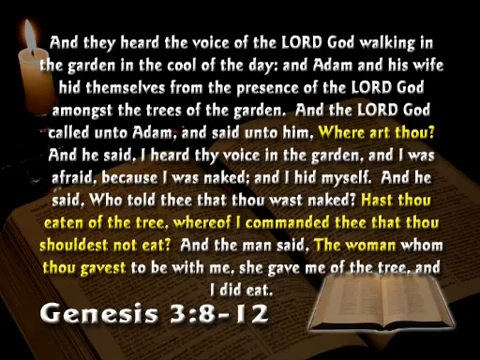 And they heard the voice of the LORD God walking in
the garden in the cool of the day: and Adam and his wife
hid themselves from the presence of the LORD God
amongst the trees of the garden. And the LORD God
called unto Adam, and said unto him, Where art thou?
And he said, I heard thy voice in the garden, and I was
afraid, because I was naked; and I hid myself. And he
said, Who told thee that thou wast naked? Hast thou
eaten of the tree, whereof I commanded thee that thou
shouldest not eat? And the man said, The woman whom
thou gavest to be with me, she gave me of the tree, and
I did eat.
Genesis 3:8-12